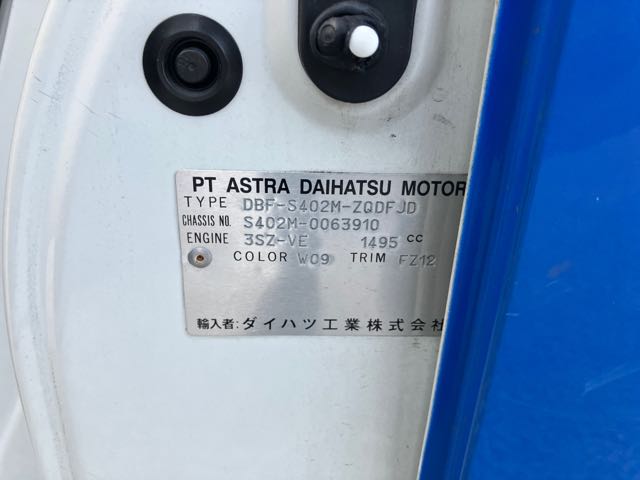 PT ASTRA DAIHATSU MOTOR
TYPE DBF-S402M-ZQDFJD
CHASSIS NO. S402M-0063910
ENGINE 3SZ-VE 1495 cc
COLOR W09 TRIM FZ12
輸入者:ダイハツ工業株式会社